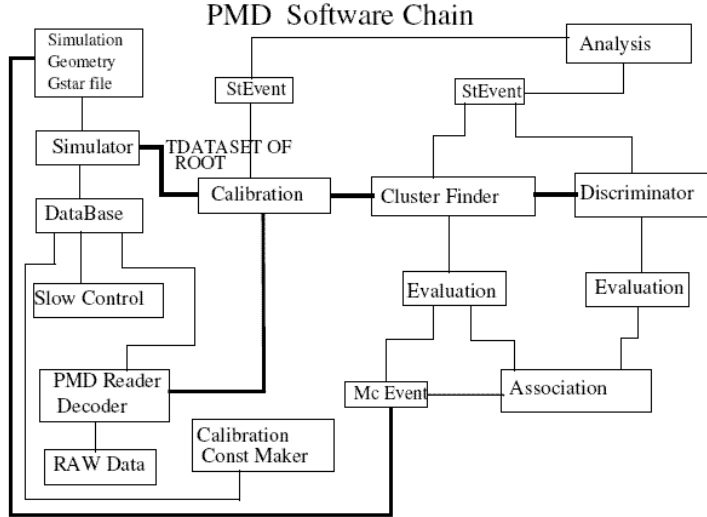 PMD Software Chain
Simulation
Geometry
Gstar file
Analysis
StEvent
StEvent
Simulator
TDATASET OF
ROOT
Calibration
Cluster Finder
Discriminator
DataBase
Slow Control
Evaluation
Evaluation
PMD Reader
Decoder
Mc Event
Association
Calibration
Const Maker
RAW Data